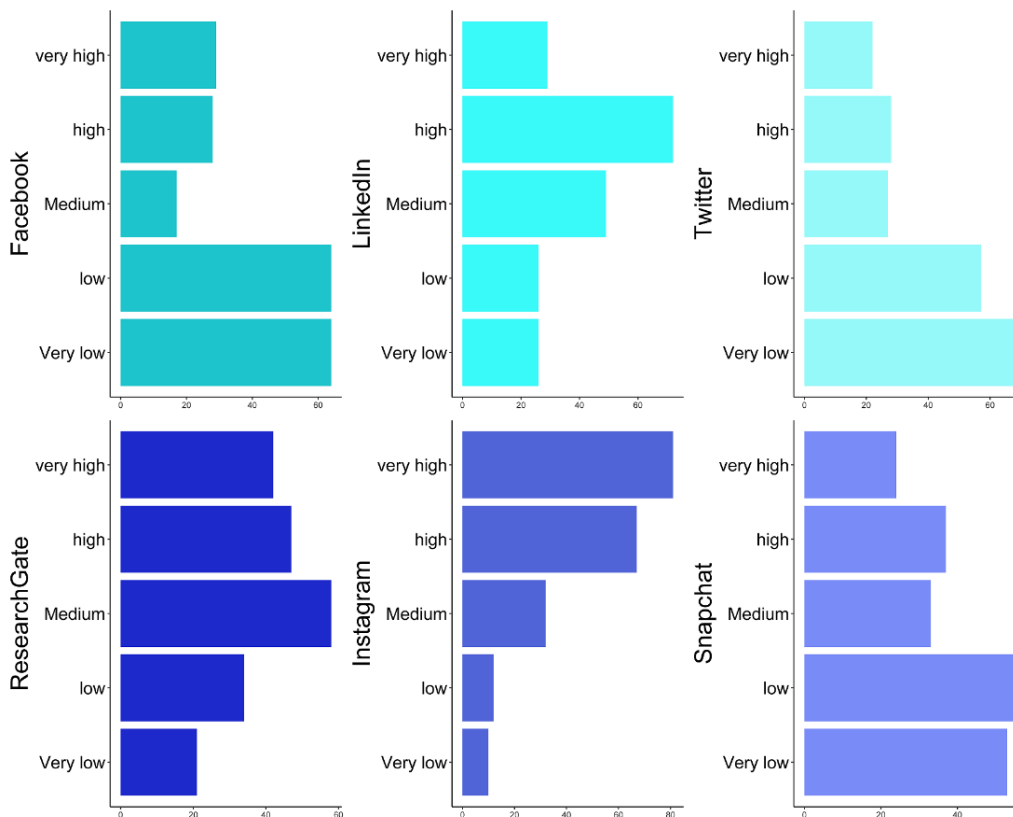 Facebook
very high
high
Medium
low
Very low
0 20 40 60
LinkedIn
very high
high
Medium
low
Very low
0 20 40 60
Twitter
very high
high
Medium
low
Very low
0 20 40 60
ResearchGate
very high
high
Medium
low
Very low
0 20 40 60
Instagram
very high
high
Medium
low
Very low
0 20 40 60 80
Snapchat
very high
high
Medium
low
Very low
0 20 40